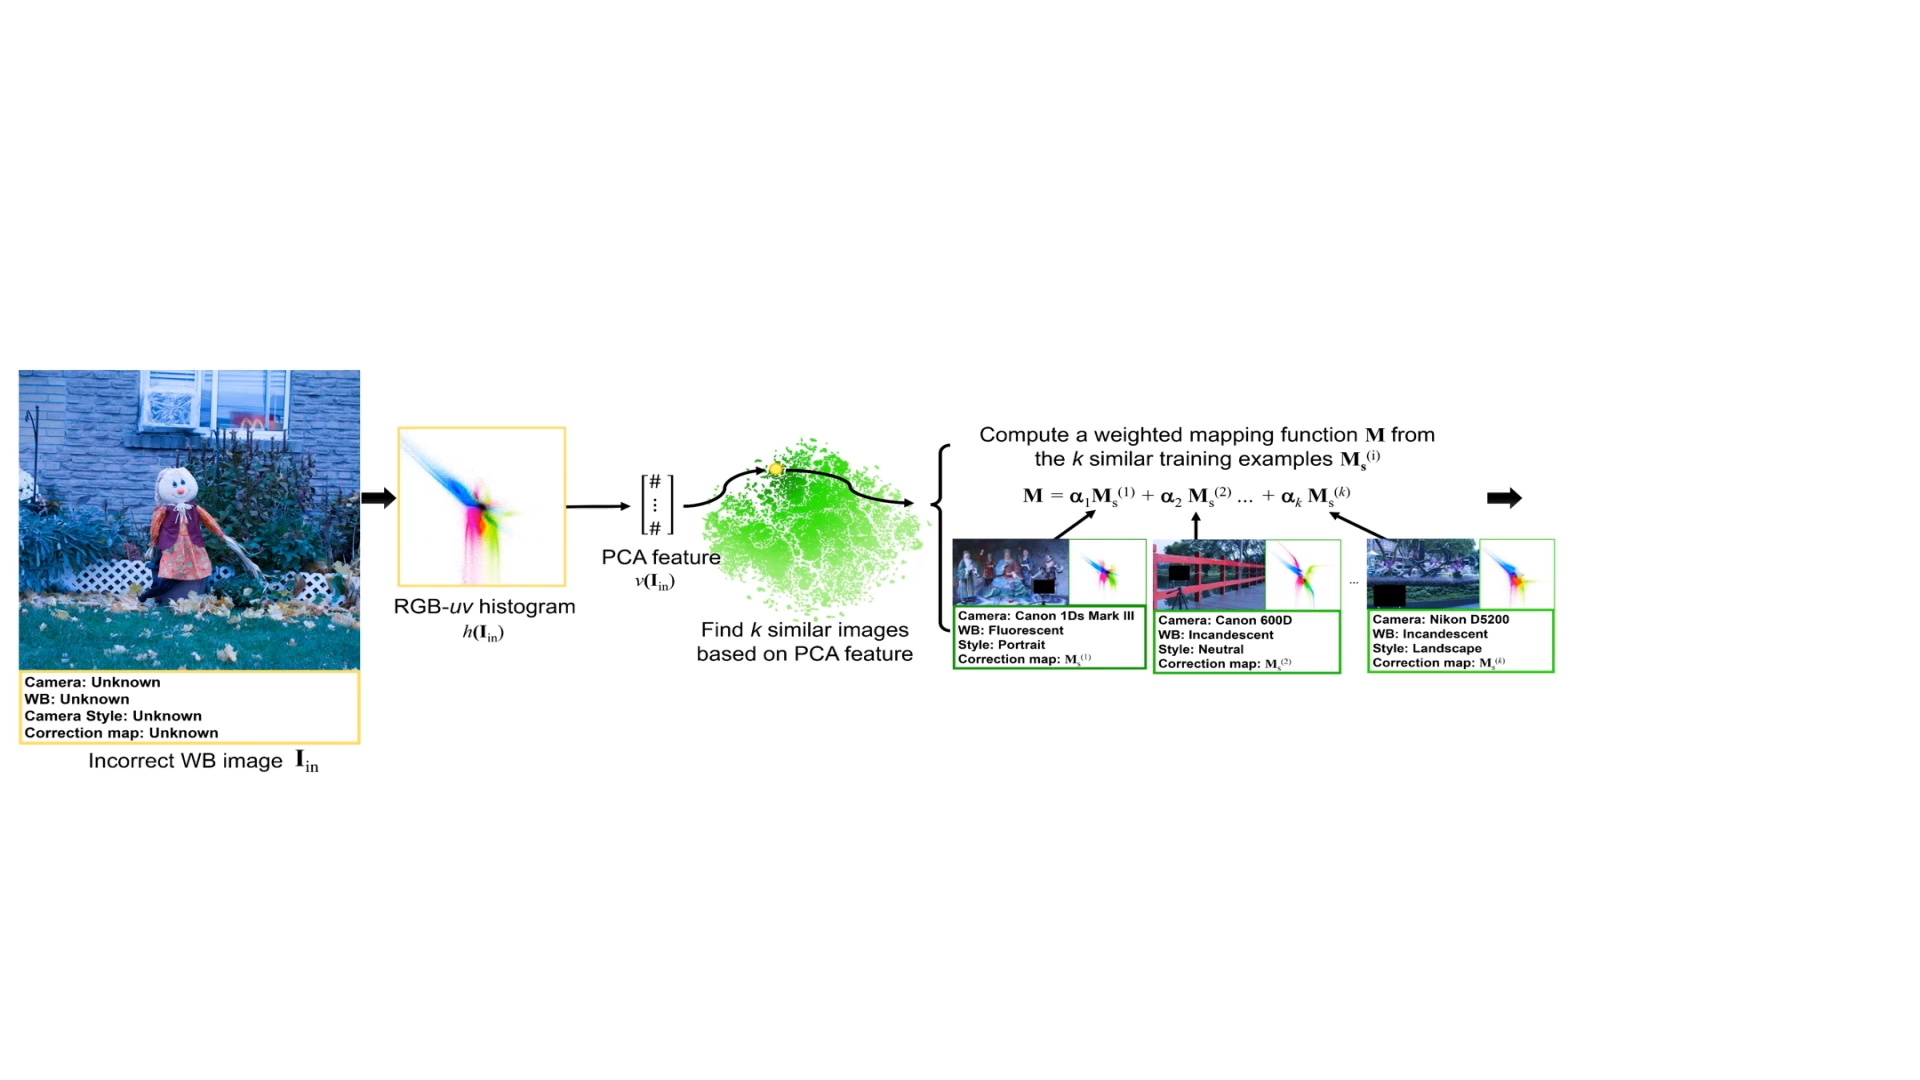 Camera: Unknown
WB: Unknown
Camera Style: Unknown
Correction map: Unknown
Incorrect WB image I_in
RGB-uv histogram
h(I_in)
[# ⋮ #]
PCA feature
v(I_in)
Find k similar images
based on PCA feature
Compute a weighted mapping function M from
the k similar training examples M_s^(i)
M = α_1 M_s^(1) + α_2 M_s^(2) ... + α_k M_s^(k)
Camera: Canon 1Ds Mark III
WB: Fluorescent
Style: Portrait
Correction map: M_s^(1)
Camera: Canon 600D
WB: Incandescent
Style: Neutral
Correction map: M_s^(2)
...
Camera: Nikon D5200
WB: Incandescent
Style: Landscape
Correction map: M_s^(k)